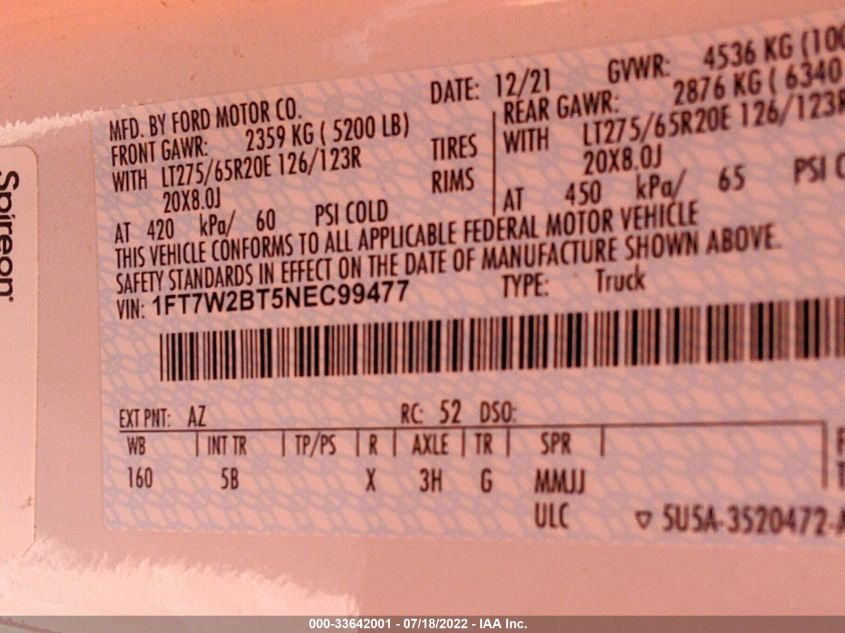 MFD. BY FORD MOTOR CO.
DATE: 12/21
GVWR: 4536 KG (100
FRONT GAWR: 2359 KG ( 5200 LB)
REAR GAWR: 2876 KG ( 6340
WITH LT275/65R20E 126/123R
TIRES
WITH LT275/65R20E 126/123R
20X8.0J
RIMS
20X8.0J
AT 420 kPa/ 60 PSI COLD
AT 450 kPa/ 65 PSI C
THIS VEHICLE CONFORMS TO ALL APPLICABLE FEDERAL MOTOR VEHICLE
SAFETY STANDARDS IN EFFECT ON THE DATE OF MANUFACTURE SHOWN ABOVE.
VIN: 1FT7W2BT5NEC99477
TYPE: Truck
EXT PNT: AZ
RC: 52 DSO:
WB INT TR TP/PS R AXLE TR SPR
160 5B X 3H G MMJJ
ULC
5U5A-3520472-A
F
T
Spireon
000-33642001 - 07/18/2022 - IAA Inc.